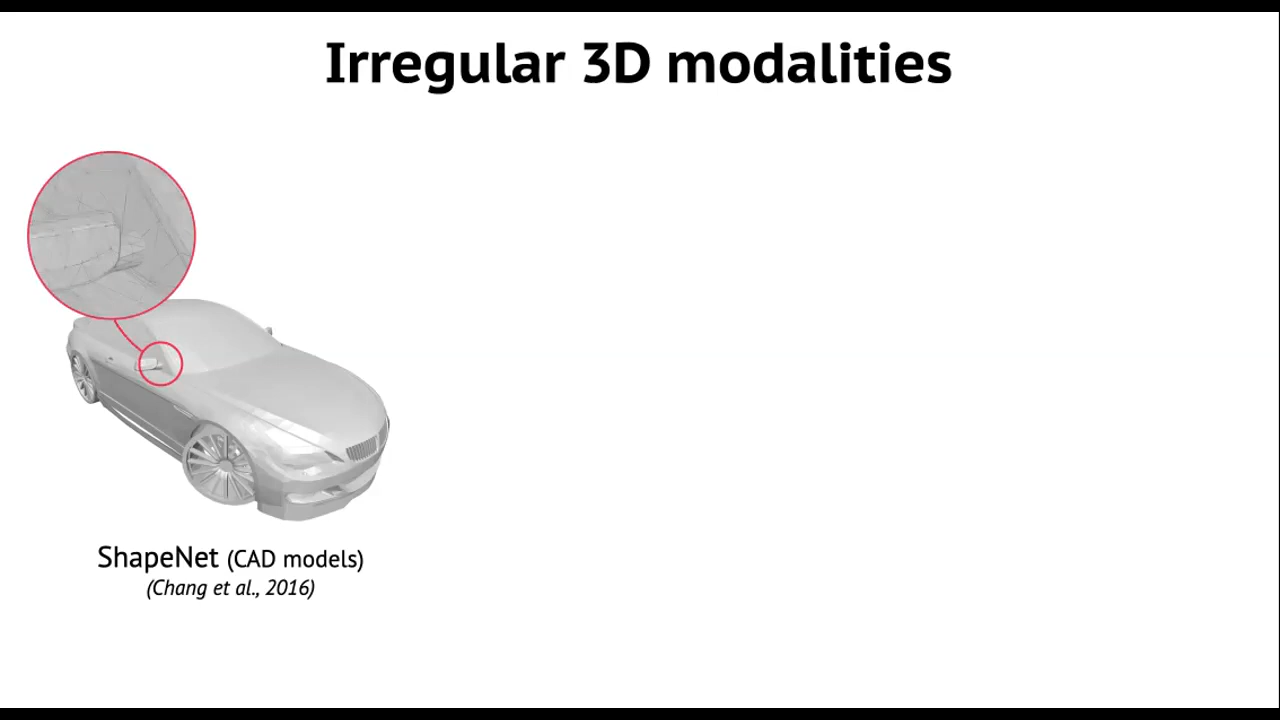 Irregular 3D modalities
ShapeNet (CAD models)
(Chang et al., 2016)